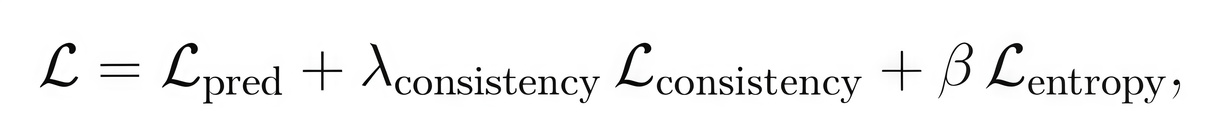 ℒ = ℒ_pred + λ_consistency ℒ_consistency + β ℒ_entropy,